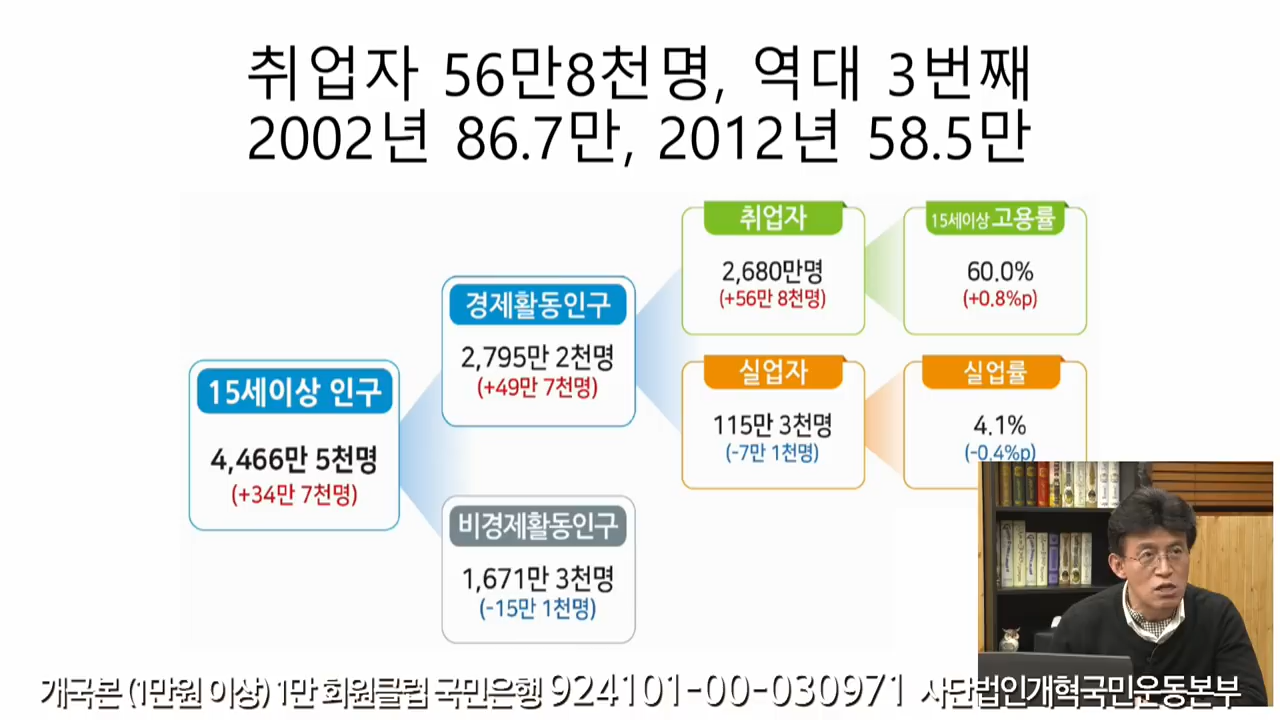 취업자 56만8천명, 역대 3번째
2002년 86.7만, 2012년 58.5만
15세이상 인구
4,466만 5천명
(+34만 7천명)
경제활동인구
2,795만 2천명
(+49만 7천명)
비경제활동인구
1,671만 3천명
(-15만 1천명)
취업자
2,680만명
(+56만 8천명)
15세이상 고용률
60.0%
(+0.8%p)
실업자
115만 3천명
(-7만 1천명)
실업률
4.1%
(-0.4%p)
개국본 (1만원 이상) 1만 회원클럽 국민은행 924101-00-030971 사단법인개혁국민운동본부